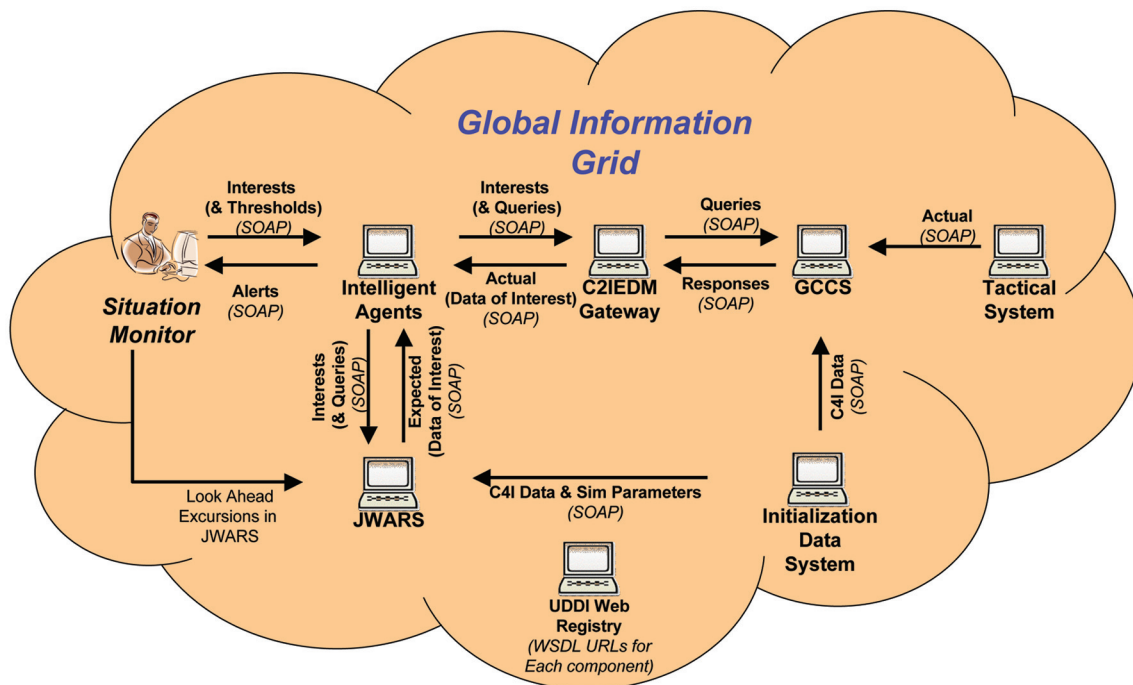 Global Information
Grid
Interests
(& Thresholds)
(SOAP)
Interests
(& Queries)
(SOAP)
Queries
(SOAP)
Actual
(SOAP)
Alerts
(SOAP)
Situation
Monitor
Intelligent
Agents
Actual
(Data of Interest)
(SOAP)
C2IEDM
Gateway
Responses
(SOAP)
GCCS
Tactical
System
Interests
(& Queries)
(SOAP)
Expected
(Data of Interest)
(SOAP)
C4I Data
(SOAP)
Look Ahead
Excursions in
JWARS
JWARS
C4I Data & Sim Parameters
(SOAP)
Initialization
Data
System
UDDI Web
Registry
(WSDL URLs for
Each component)